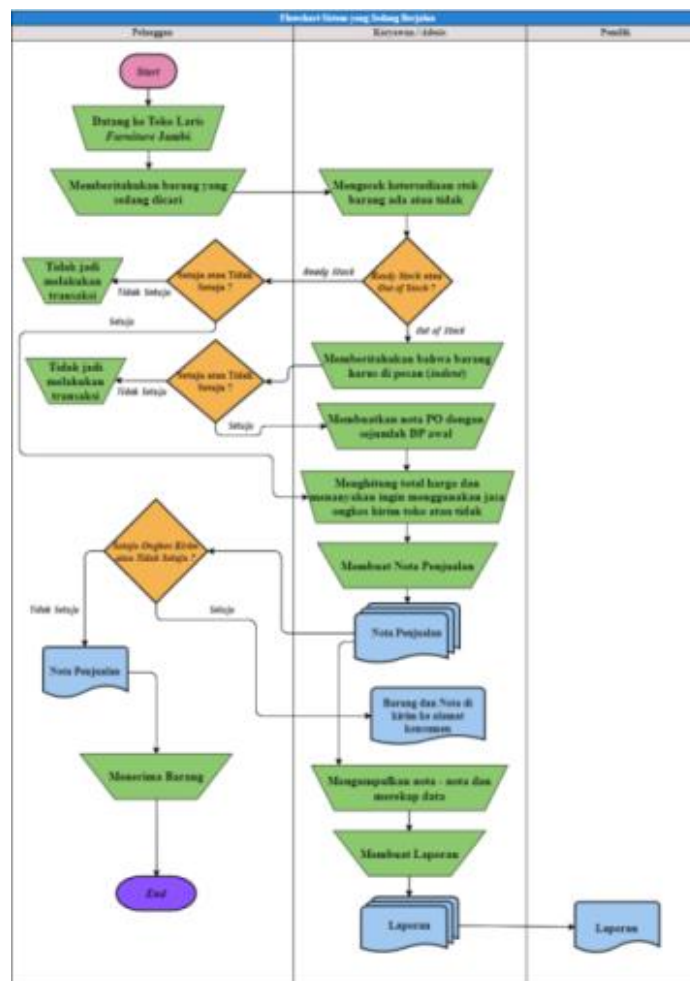 Flowchart Sistem yang Sedang Berjalan
Pelanggan
Karyawan / Admin
Pemilik
Start
Datang ke Toko Laris
Furniture Jambi.
Memberitahukan barang yang
sedang dicari
Mengecek ketersediaan stok
barang ada atau tidak
Ready Stock atau
Out of Stock ?
Ready Stock
Setuju atau Tidak
Setuju ?
Tidak Setuju
Tidak jadi
melakukan
transaksi
Setuju
Out of Stock
Memberitahukan bahwa barang
harus di pesan (indent)
Setuju atau Tidak
Setuju ?
Tidak Setuju
Tidak jadi
melakukan
transaksi
Setuju
Membuatkan nota PO dengan
sejumlah DP awal
Menghitung total harga dan
menanyakan ingin menggunakan jasa
ongkos kirim toko atau tidak
Membuat Nota Penjualan
Nota Penjualan
Setuju Ongkos Kirim
atau Tidak Setuju ?
Tidak Setuju
Setuju
Nota Penjualan
Barang dan Nota di
kirim ke alamat
konsumen
Menerima Barang
Mengumpulkan nota - nota dan
merekap data
Membuat Laporan
End
Laporan
Laporan